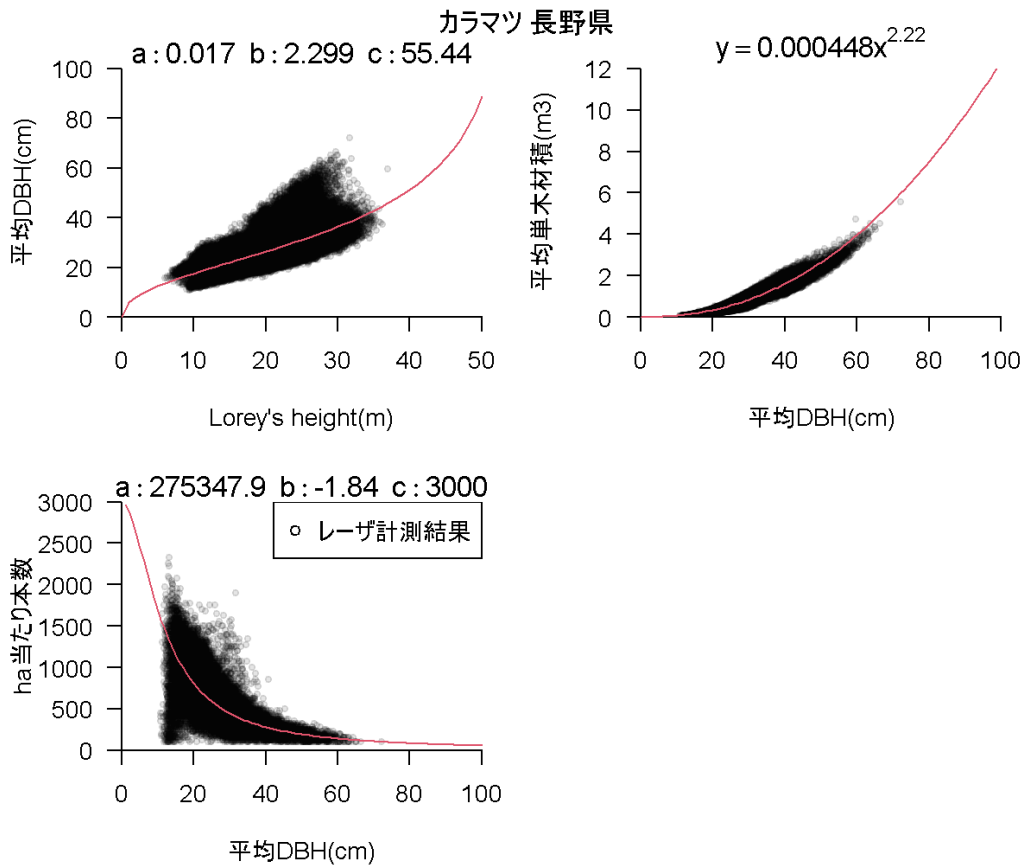 カラマツ 長野県
a : 0.017 b : 2.299 c : 55.44
100
80
60
40
20
0
平均DBH(cm)
0 10 20 30 40 50
Lorey's height(m)
y = 0.000448x^2.22
12
10
8
6
4
2
0
平均単木材積(m3)
0 20 40 60 80 100
平均DBH(cm)
a : 275347.9 b : -1.84 c : 3000
3000
2500
2000
1500
1000
500
0
ha当たり本数
レーザ計測結果
0 20 40 60 80 100
平均DBH(cm)